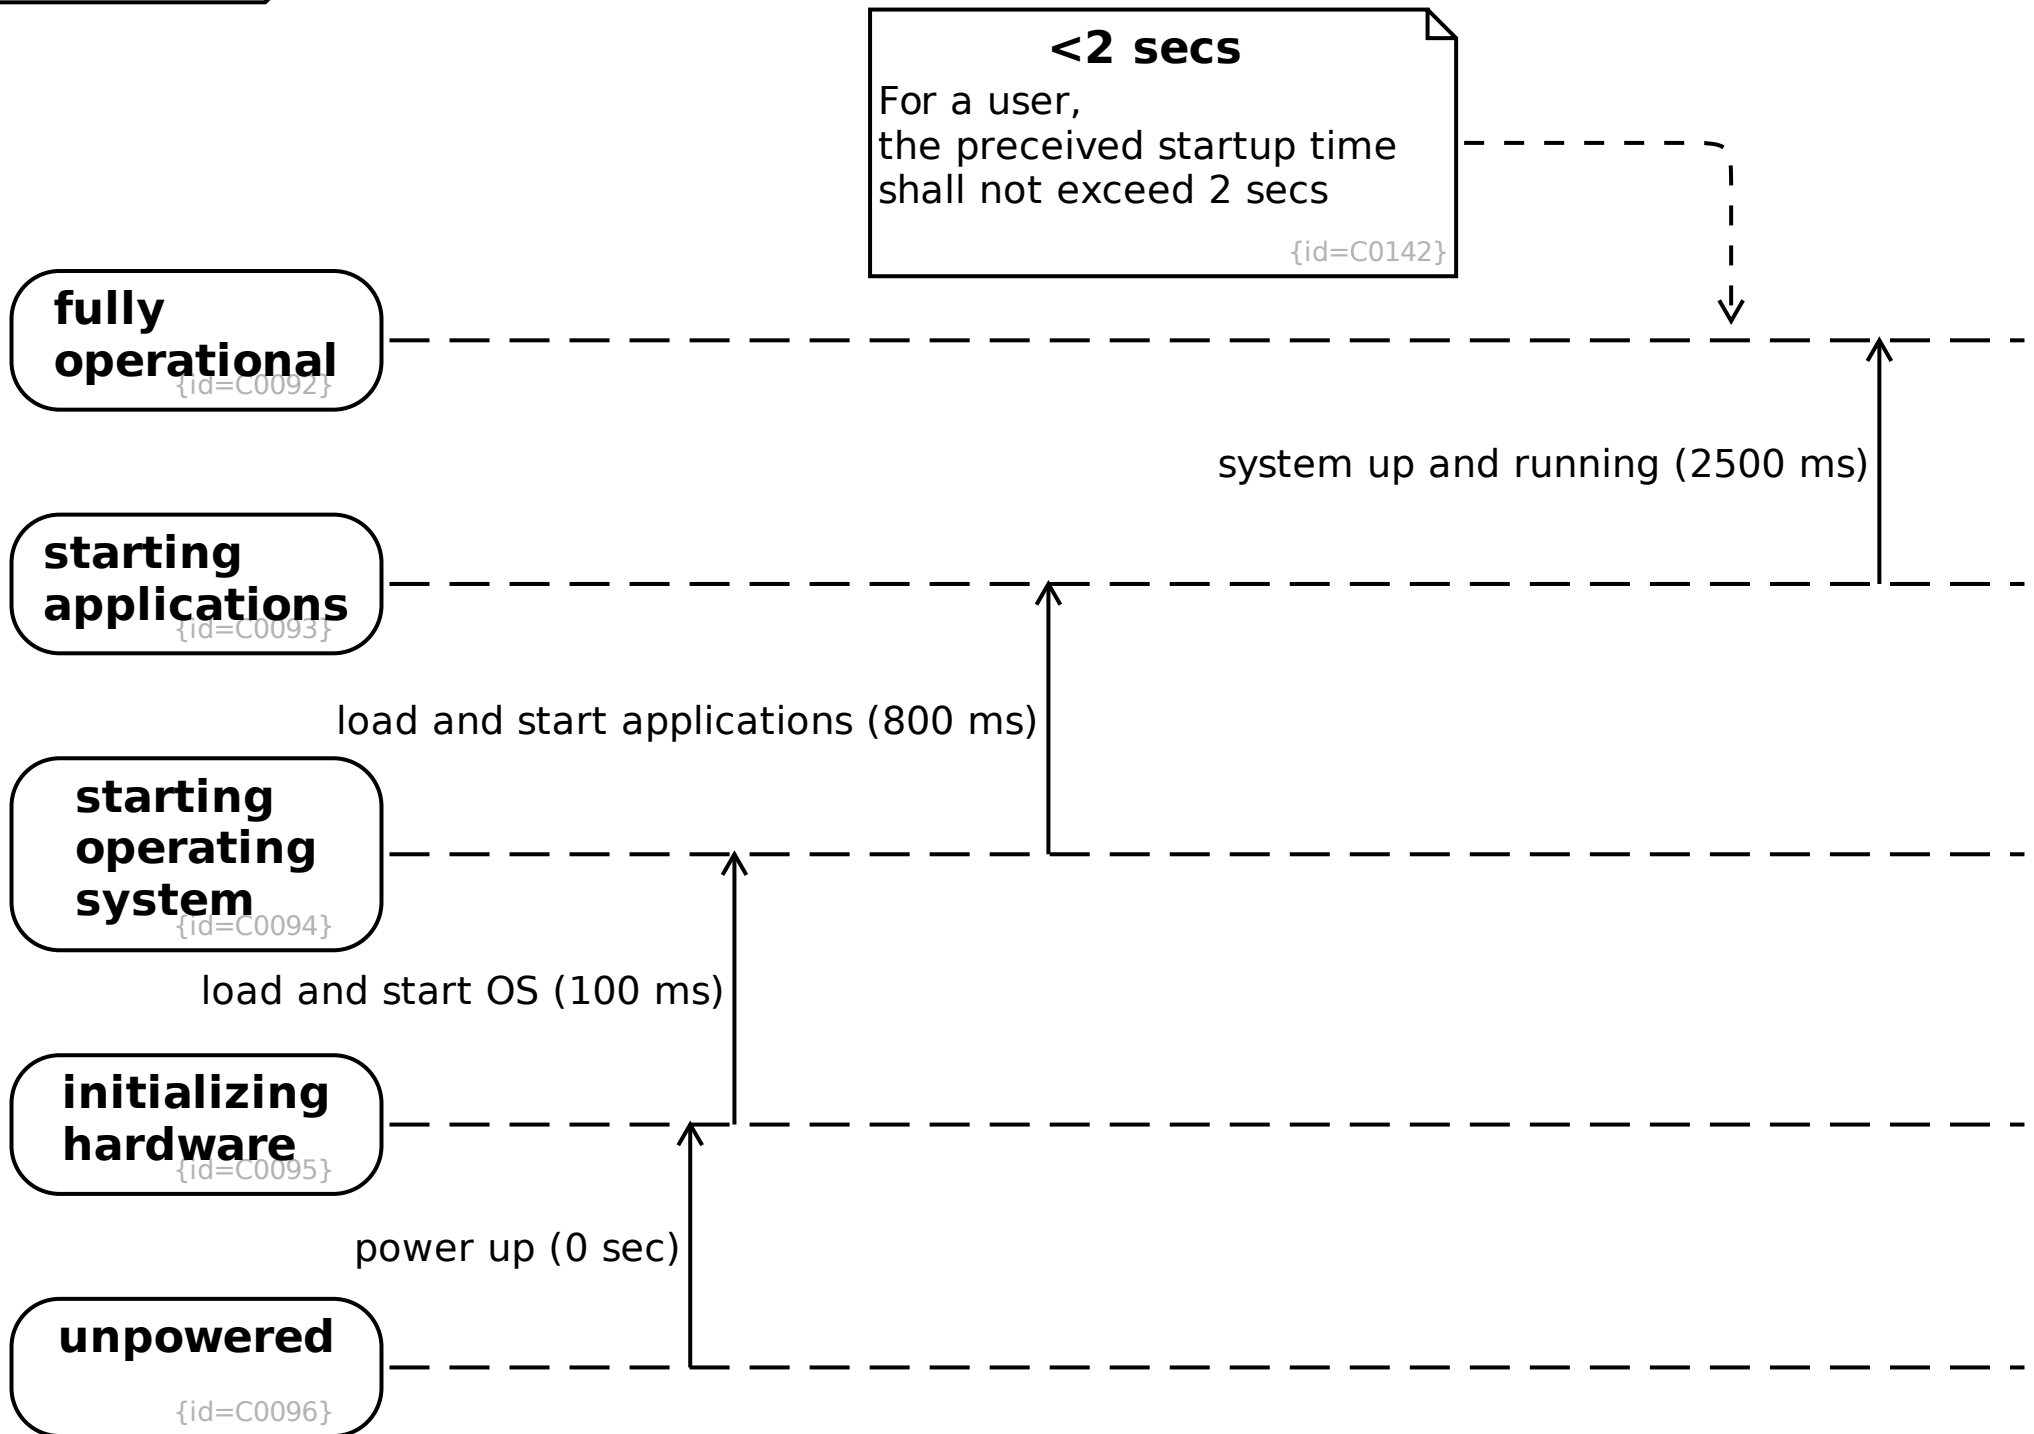 <2 secs
For a user,
the preceived startup time
shall not exceed 2 secs
{id=C0142}
fully
operational
{id=C0092}
system up and running (2500 ms)
starting
applications
{id=C0093}
load and start applications (800 ms)
starting
operating
system
{id=C0094}
load and start OS (100 ms)
initializing
hardware
{id=C0095}
power up (0 sec)
unpowered
{id=C0096}